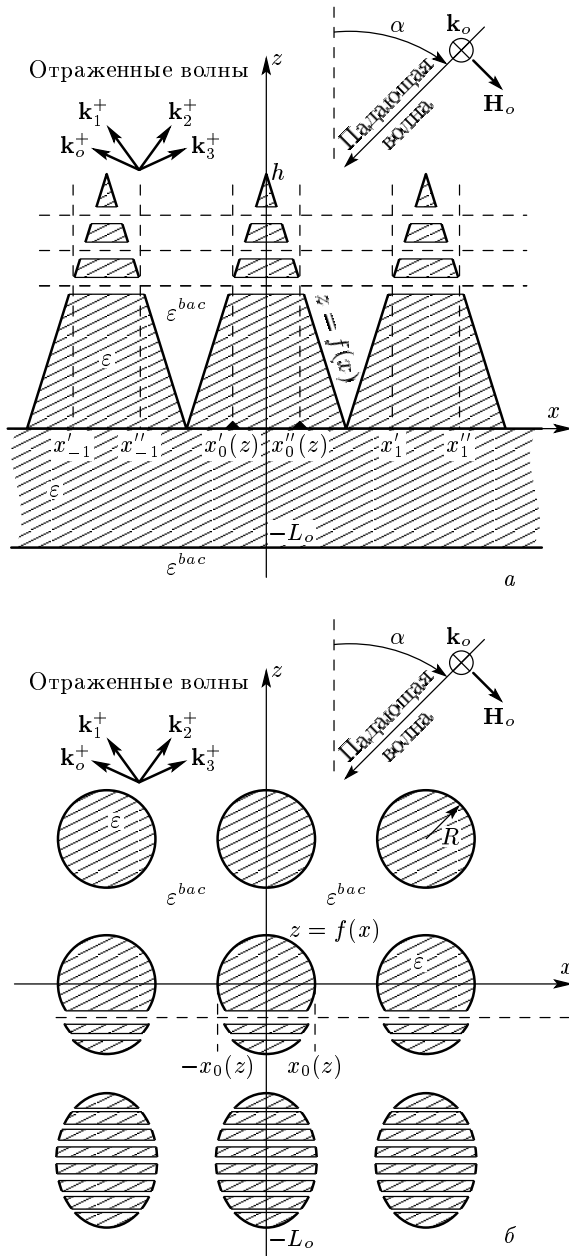 α
k_o
z
Отраженные волны
Падающая
волна
k_1^+
k_2^+
H_o
k_o^+
k_3^+
h
ε^{bac}
z = f(x)
ε
x
x'_{-1}
x''_{-1}
x'_0(z)
x''_0(z)
x'_1
x''_1
ε
-L_o
ε^{bac}
а
α
k_o
z
Отраженные волны
Падающая
волна
k_1^+
k_2^+
H_o
k_o^+
k_3^+
ε
R
ε^{bac}
ε^{bac}
z = f(x)
ε
x
-x_0(z)
x_0(z)
-L_o
б